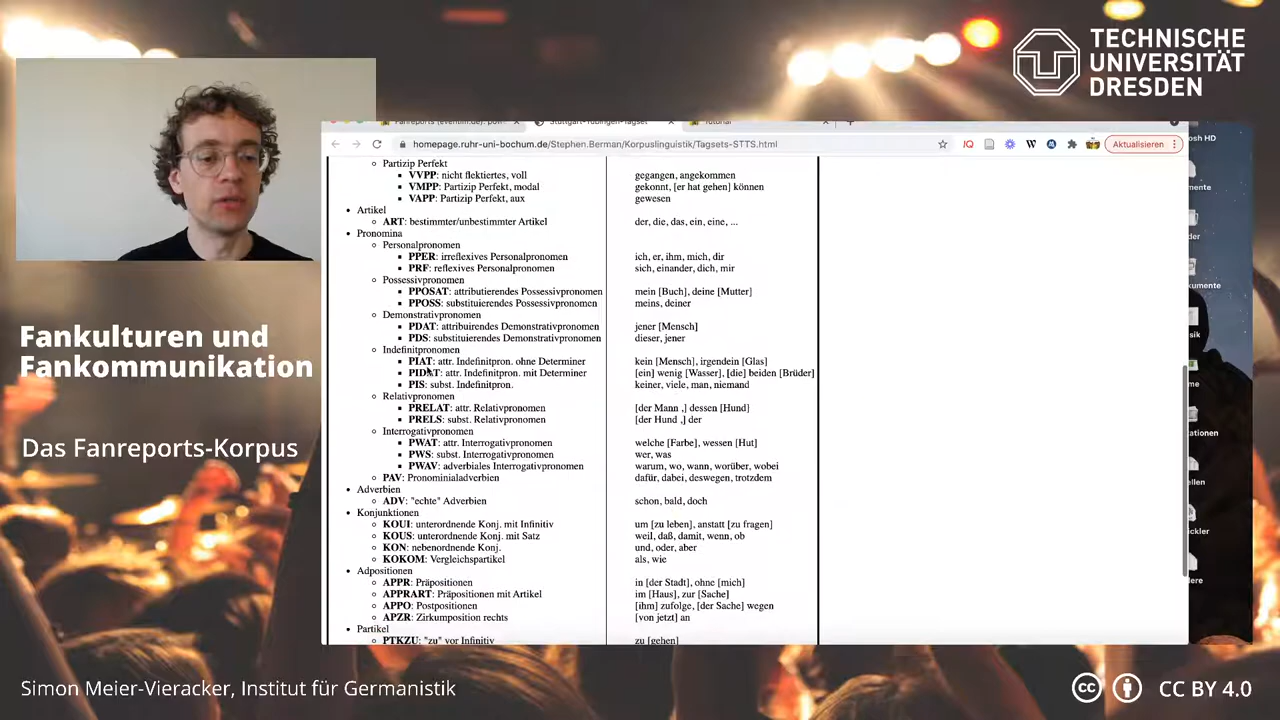 TECHNISCHE
UNIVERSITÄT
DRESDEN
Stuttgart-Tübingen-Tagset
Tutorial
homepage.ruhr-uni-bochum.de/Stephen.Berman/Korpuslinguistik/Tagsets-STTS.html
Aktualisieren
Partizip Perfekt
VVPP: nicht flektiertes, voll gegangen, angekommen
VMPP: Partizip Perfekt, modal gekonnt, [er hat gehen] können
VAPP: Partizip Perfekt, aux gewesen
Artikel
ART: bestimmter/unbestimmter Artikel der, die, das, ein, eine, ...
Pronomina
Personalpronomen
PPER: irreflexives Personalpronomen ich, er, ihm, mich, dir
PRF: reflexives Personalpronomen sich, einander, dich, mir
Possessivpronomen
PPOSAT: attributierendes Possessivpronomen mein [Buch], deine [Mutter]
PPOSS: substituierendes Possessivpronomen meins, deiner
Demonstrativpronomen
PDAT: attribuirendes Demonstrativpronomen jener [Mensch]
PDS: substituierendes Demonstrativpronomen dieser, jener
Indefinitpronomen
PIAT: attr. Indefinitpron. ohne Determiner kein [Mensch], irgendein [Glas]
PIDAT: attr. Indefinitpron. mit Determiner [ein] wenig [Wasser], [die] beiden [Brüder]
PIS: subst. Indefinitpron. keiner, viele, man, niemand
Relativpronomen
PRELAT: attr. Relativpronomen [der Mann ,] dessen [Hund]
PRELS: subst. Relativpronomen [der Hund ,] der
Interrogativpronomen
PWAT: attr. Interrogativpronomen welche [Farbe], wessen [Hut]
PWS: subst. Interrogativpronomen wer, was
PWAV: adverbiales Interrogativpronomen warum, wo, wann, worüber, wobei
PAV: Pronominialadverbien dafür, dabei, deswegen, trotzdem
Adverbien
ADV: "echte" Adverbien schon, bald, doch
Konjunktionen
KOUI: unterordnende Konj. mit Infinitiv um [zu leben], anstatt [zu fragen]
KOUS: unterordnende Konj. mit Satz weil, daß, damit, wenn, ob
KON: nebenordnende Konj. und, oder, aber
KOKOM: Vergleichspartikel als, wie
Adpositionen
APPR: Präpositionen in [der Stadt], ohne [mich]
APPRART: Präpositionen mit Artikel im [Haus], zur [Sache]
APPO: Postpositionen [ihm] zufolge, [der Sache] wegen
APZR: Zirkumposition rechts [von jetzt] an
Partikel
PTKZU: "zu" vor Infinitiv zu [gehen]
Fankulturen und
Fankommunikation
Das Fanreports-Korpus
Simon Meier-Vieracker, Institut für Germanistik
cc
CC BY 4.0